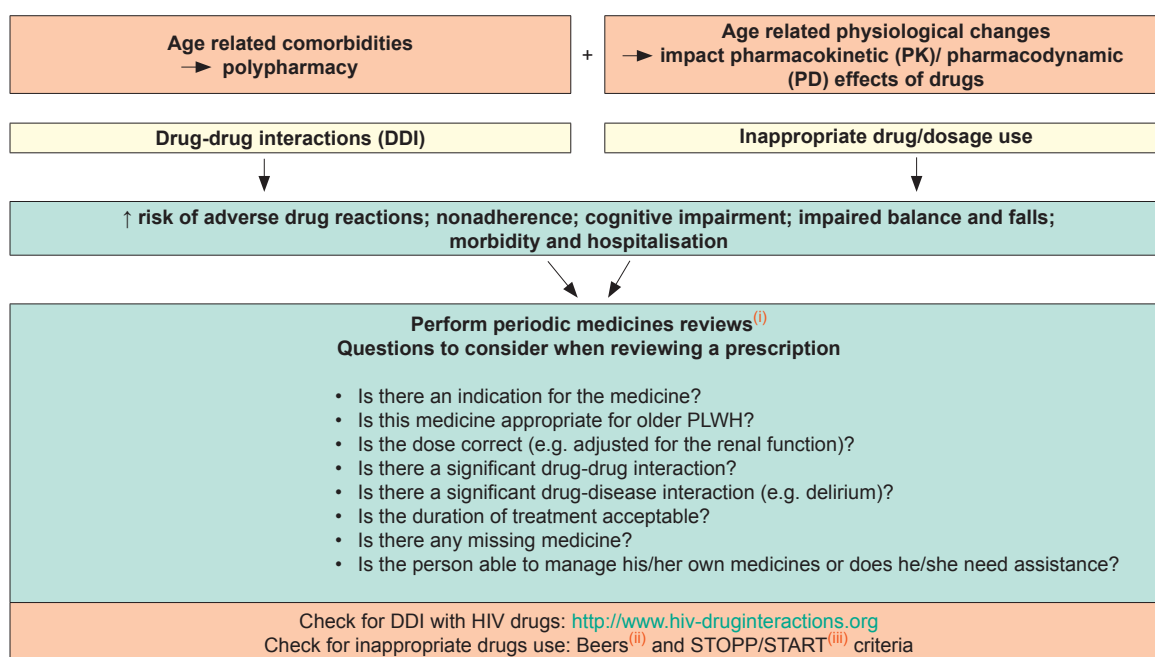 Age related comorbidities
→ polypharmacy
+
Age related physiological changes
→ impact pharmacokinetic (PK)/ pharmacodynamic
(PD) effects of drugs
Drug-drug interactions (DDI)
Inappropriate drug/dosage use
↑ risk of adverse drug reactions; nonadherence; cognitive impairment; impaired balance and falls;
morbidity and hospitalisation
Perform periodic medicines reviews(i)
Questions to consider when reviewing a prescription
• Is there an indication for the medicine?
• Is this medicine appropriate for older PLWH?
• Is the dose correct (e.g. adjusted for the renal function)?
• Is there a significant drug-drug interaction?
• Is there a significant drug-disease interaction (e.g. delirium)?
• Is the duration of treatment acceptable?
• Is there any missing medicine?
• Is the person able to manage his/her own medicines or does he/she need assistance?
Check for DDI with HIV drugs: http://www.hiv-druginteractions.org
Check for inappropriate drugs use: Beers(ii) and STOPP/START(iii) criteria